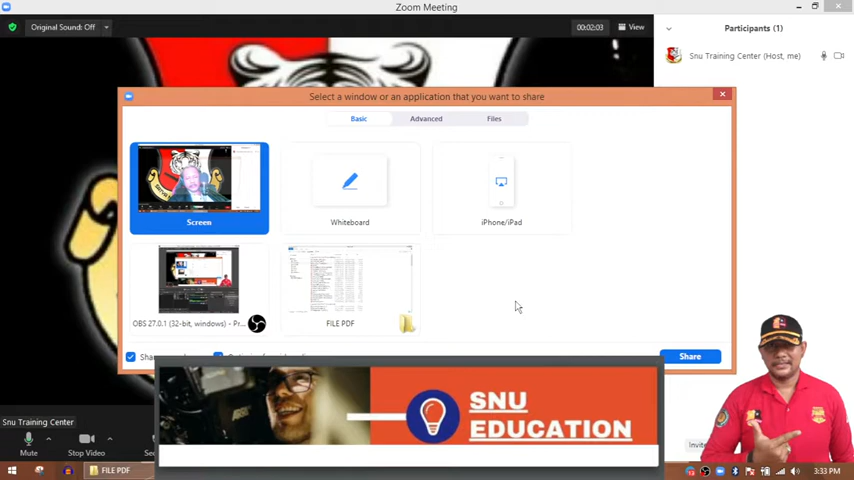 Zoom Meeting
Original Sound: Off
00:02:03
View
Participants (1)
Snu Training Center (Host, me)
Select a window or an application that you want to share
Basic
Advanced
Files
Screen
Whiteboard
iPhone/iPad
OBS 27.0.1 (32-bit, windows) - Pr...
FILE PDF
Share
SNU
EDUCATION
Snu Training Center
Mute
Stop Video
Invite
FILE PDF
3:33 PM